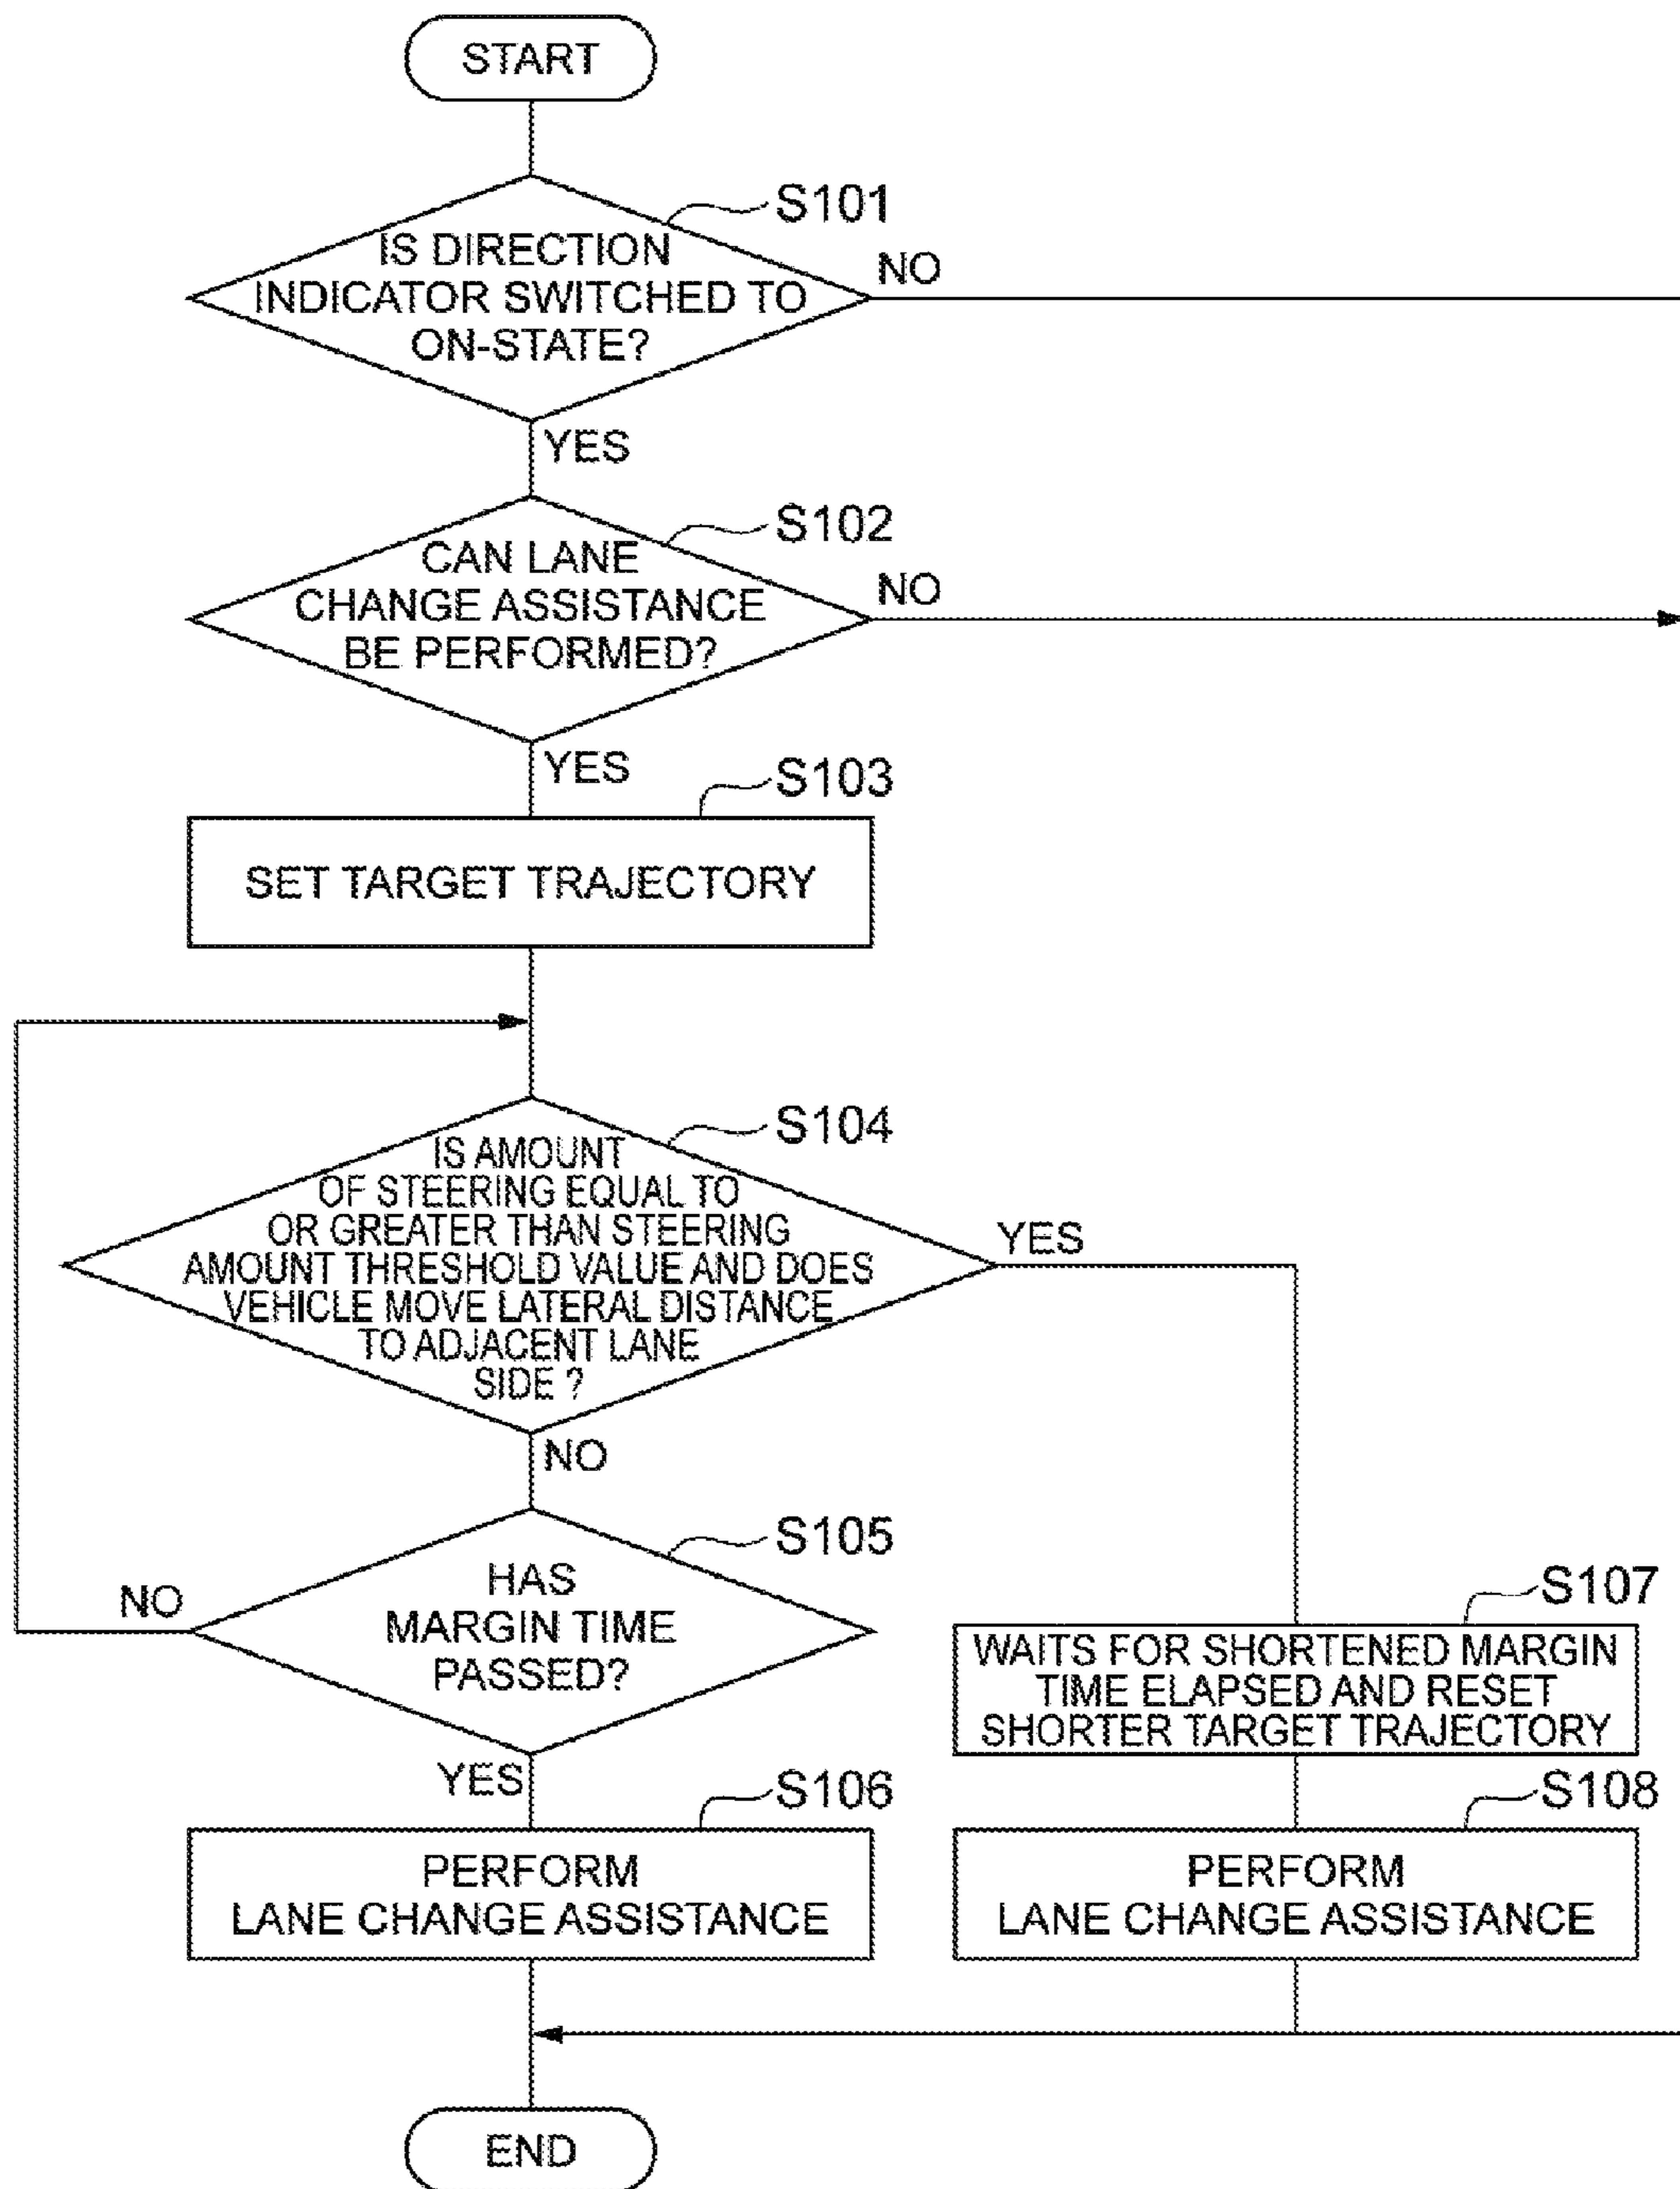 START
S101
IS DIRECTION
INDICATOR SWITCHED TO
ON-STATE?
NO
YES
S102
CAN LANE
CHANGE ASSISTANCE
BE PERFORMED?
NO
YES
S103
SET TARGET TRAJECTORY
S104
IS AMOUNT
OF STEERING EQUAL TO
OR GREATER THAN STEERING
AMOUNT THRESHOLD VALUE AND DOES
VEHICLE MOVE LATERAL DISTANCE
TO ADJACENT LANE
SIDE ?
YES
NO
S105
HAS
MARGIN TIME
PASSED?
NO
YES
S107
WAITS FOR SHORTENED MARGIN
TIME ELAPSED AND RESET
SHORTER TARGET TRAJECTORY
S106
PERFORM
LANE CHANGE ASSISTANCE
S108
PERFORM
LANE CHANGE ASSISTANCE
END